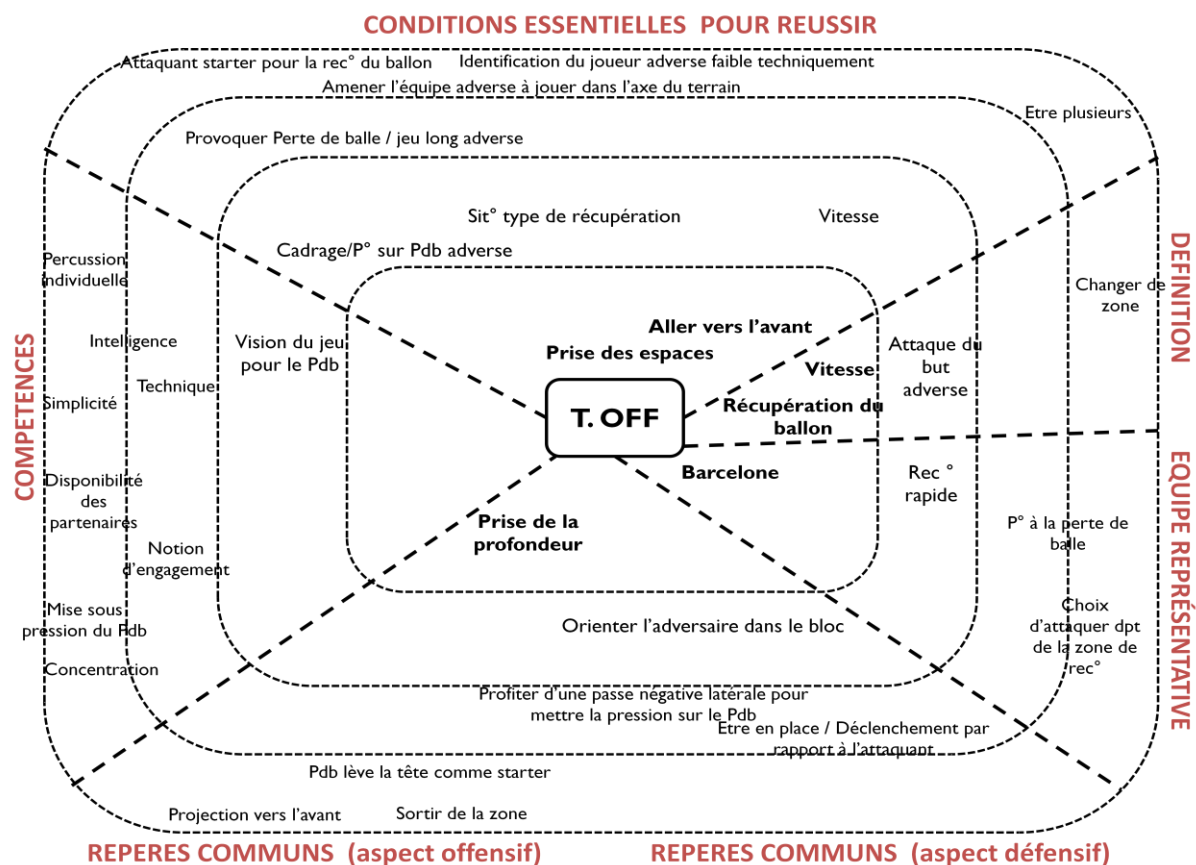 CONDITIONS ESSENTIELLES POUR REUSSIR
Attaquant starter pour la rec° du ballon
Identification du joueur adverse faible techniquement
Amener l'équipe adverse à jouer dans l'axe du terrain
Etre plusieurs
Provoquer Perte de balle / jeu long adverse
Sit° type de récupération
Vitesse
Cadrage/P° sur Pdb adverse
COMPETENCES
Percussion
individuelle
Intelligence
Technique
Simplicité
Vision du jeu
pour le Pdb
Disponibilité
des
partenaires
Notion
d'engagement
Mise sous
pression du Pdb
Concentration
Aller vers l'avant
Prise des espaces
Vitesse
T. OFF
Récupération du
ballon
Barcelone
Prise de la
profondeur
DEFINITION
Changer de
zone
Attaque du
but
adverse
EQUIPE REPRÉSENTATIVE
Rec °
rapide
P° à la perte de
balle
Choix
d'attaquer dpt
de la zone de
rec°
Orienter l'adversaire dans le bloc
Profiter d'une passe négative latérale pour
mettre la pression sur le Pdb
Etre en place / Déclenchement par
rapport à l'attaquant
Pdb lève la tête comme starter
Projection vers l'avant
Sortir de la zone
REPERES COMMUNS (aspect offensif)
REPERES COMMUNS (aspect défensif)